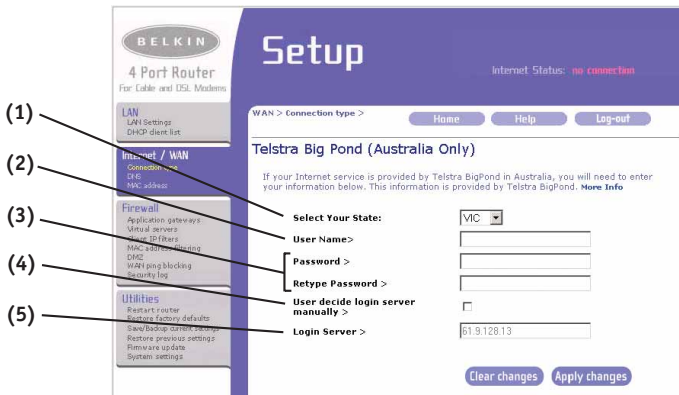 BELKIN
4 Port Router
For Cable and DSL Modems
Setup
Internet Status: no connection
LAN
LAN Settings
DHCP client list
WAN > Connection type >
Home
Help
Log-out
Internet / WAN
Connection type
DNS
MAC address
Telstra Big Pond (Australia Only)
If your Internet service is provided by Telstra BigPond in Australia, you will need to enter
your information below. This information is provided by Telstra BigPond. More Info
Firewall
Application gateways
Virtual servers
Client IP filters
MAC address filtering
DMZ
WAN ping blocking
Security log
Utilities
Restart router
Restore factory defaults
Save/Backup current settings
Restore previous settings
Firmware update
System settings
(1)
Select Your State:
VIC
(2)
User Name>
(3)
Password >
Retype Password >
(4)
User decide login server
manually >
(5)
Login Server >
61.9.128.13
Clear changes
Apply changes